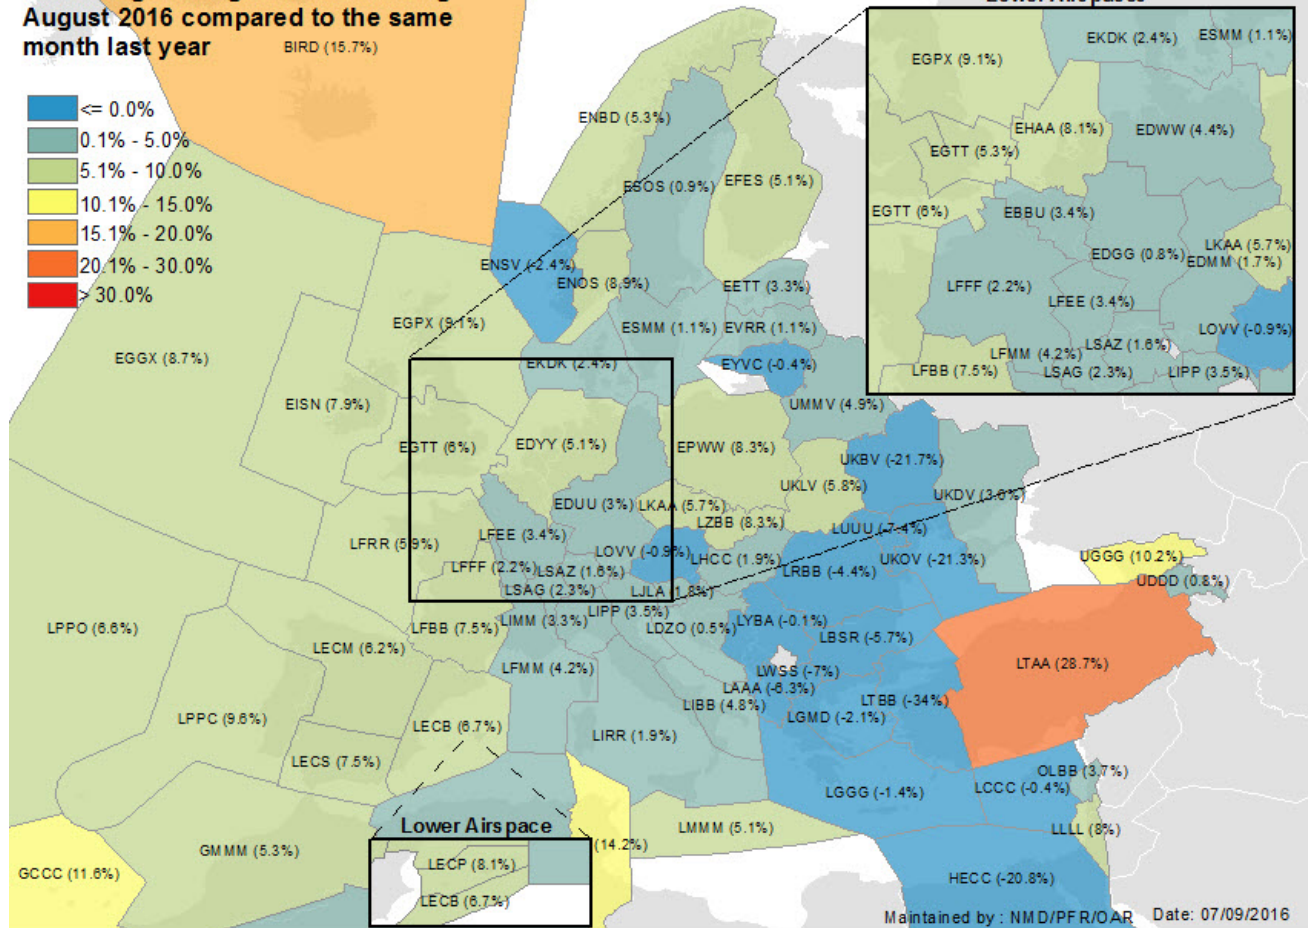 August 2016 compared to the same
month last year
<= 0.0%
0.1% - 5.0%
5.1% - 10.0%
10.1% - 15.0%
15.1% - 20.0%
20.1% - 30.0%
> 30.0%
BIRD (15.7%)
ENBD (5.3%)
ESOS (0.9%)
EFES (5.1%)
ENSV (-2.4%)
ENOS (8.9%)
EETT (3.3%)
EGPX (9.1%)
ESMM (1.1%)
EVRR (1.1%)
EGGX (8.7%)
EKDK (2.4%)
EYVC (-0.4%)
EISN (7.9%)
UMMV (4.9%)
EGTT (6%)
EDYY (5.1%)
EPWW (8.3%)
UKBV (-21.7%)
UKLV (5.8%)
UKDV (3.6%)
EDUU (3%)
LKAA (5.7%)
LZBB (8.3%)
LUUU (-7.4%)
LFRR (5.9%)
LFEE (3.4%)
LOVV (-0.9%)
LHCC (1.9%)
UKOV (-21.3%)
UGGG (10.2%)
LFFF (2.2%)
LSAZ (1.6%)
LRBB (-4.4%)
UDDD (0.8%)
LSAG (2.3%)
LJLA (1.8%)
LPPO (6.6%)
LFBB (7.5%)
LIMM (3.3%)
LIPP (3.5%)
LDZO (0.5%)
LYBA (-0.1%)
LBSR (-5.7%)
LECM (6.2%)
LFMM (4.2%)
LWSS (-7%)
LTAA (28.7%)
LAAA (-6.3%)
LIBB (4.8%)
LTBB (-34%)
LPPC (9.6%)
LECB (6.7%)
LGMD (-2.1%)
LIRR (1.9%)
LECS (7.5%)
OLBB (3.7%)
LGGG (-1.4%)
LCCC (-0.4%)
Lower Airspace
LMMM (5.1%)
LLLL (8%)
GMMM (5.3%)
(14.2%)
GCCC (11.6%)
LECP (8.1%)
LECB (6.7%)
HECC (-20.8%)
Maintained by : NMD/PFR/OAR Date: 07/09/2016
EKDK (2.4%)
ESMM (1.1%)
EGPX (9.1%)
EHAA (8.1%)
EDWW (4.4%)
EGTT (5.3%)
EGTT (6%)
EBBU (3.4%)
LKAA (5.7%)
EDGG (0.8%)
EDMM (1.7%)
LFFF (2.2%)
LFEE (3.4%)
LOVV (-0.9%)
LSAZ (1.6%)
LFMM (4.2%)
LFBB (7.5%)
LSAG (2.3%)
LIPP (3.5%)